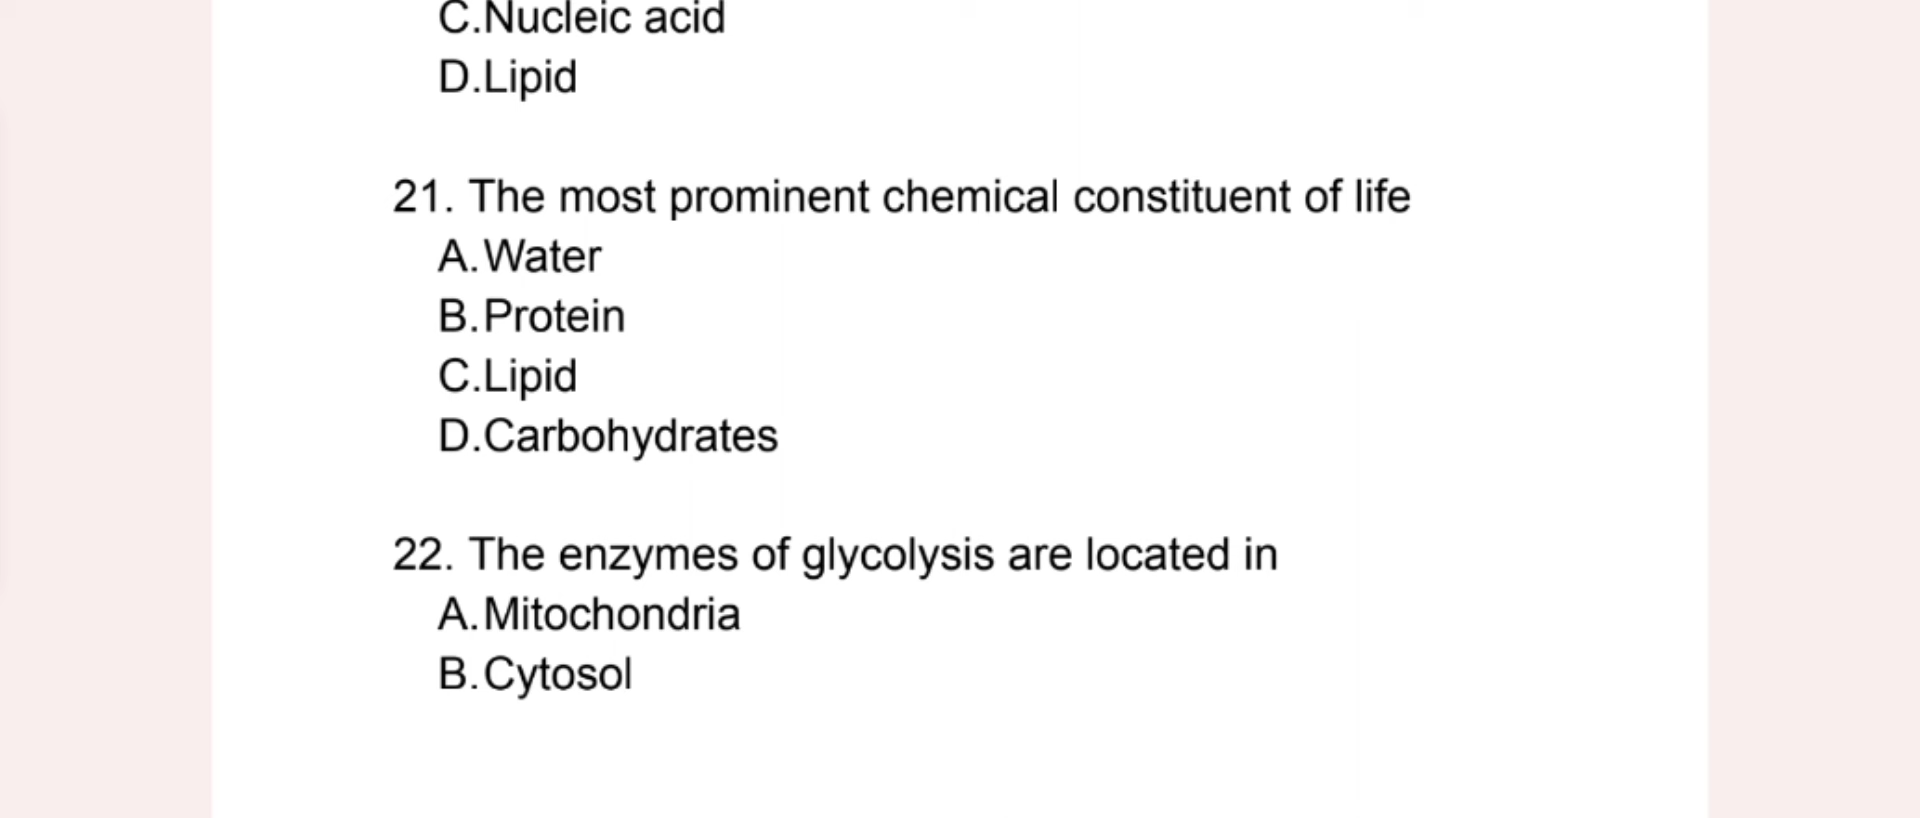 C.Nucleic acid
D.Lipid
21. The most prominent chemical constituent of life
A.Water
B.Protein
C.Lipid
D.Carbohydrates
22. The enzymes of glycolysis are located in
A.Mitochondria
B.Cytosol